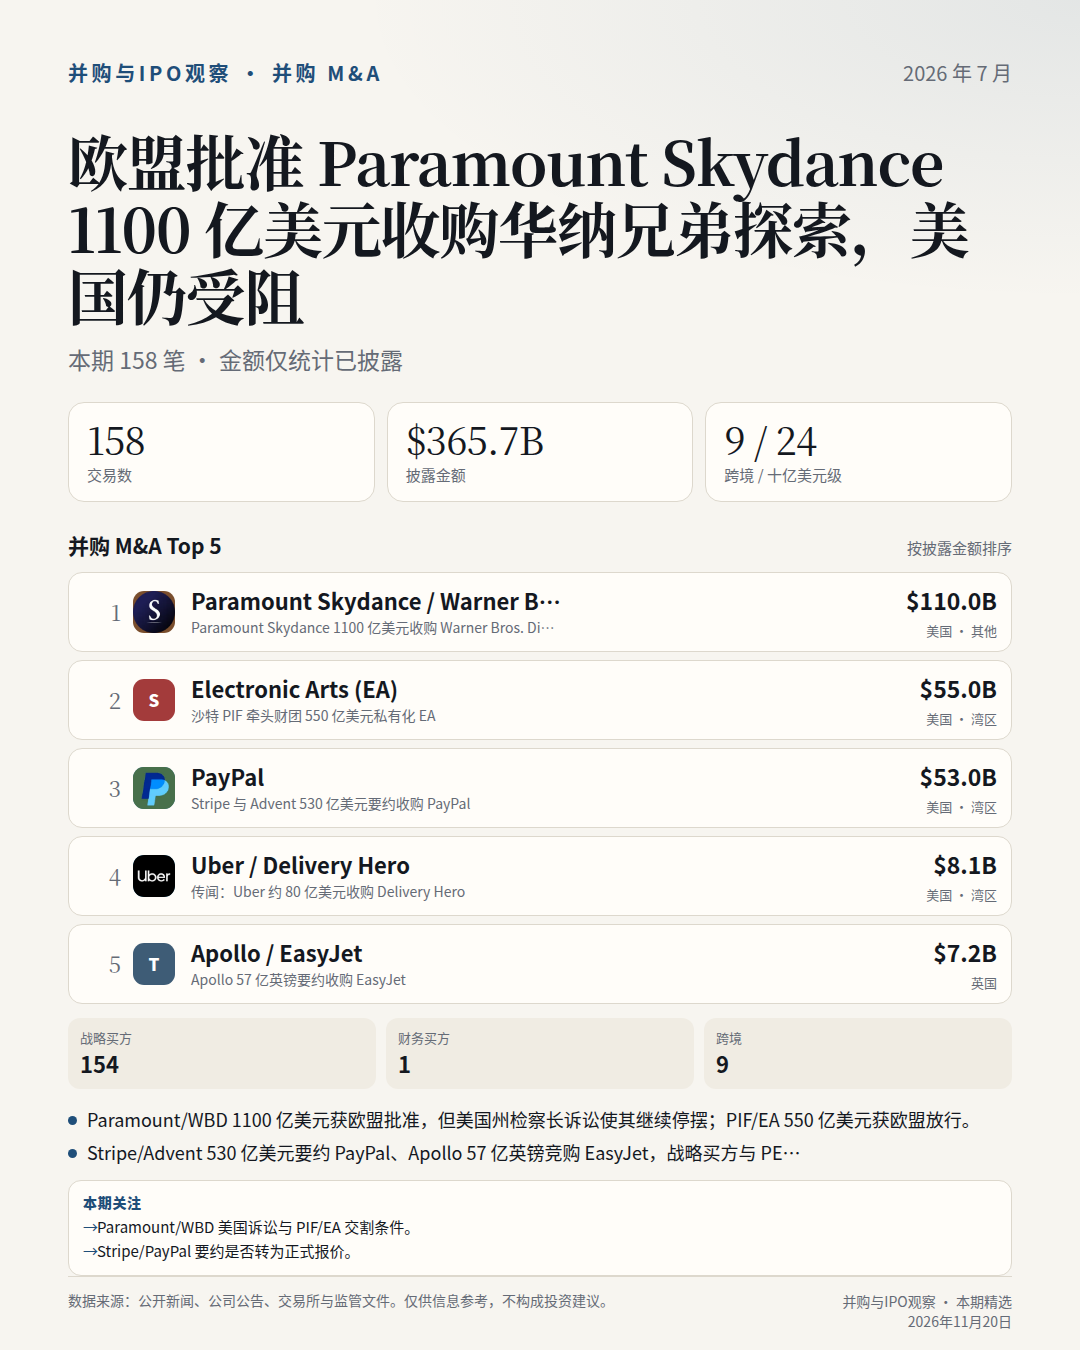 并购与IPO观察 · 并购 M&A
2026 年 7 月
欧盟批准 Paramount Skydance
1100 亿美元收购华纳兄弟探索，美
国仍受阻
本期 158 笔 · 金额仅统计已披露
158
交易数
$365.7B
披露金额
9 / 24
跨境 / 十亿美元级
并购 M&A Top 5
按披露金额排序
1
S
Paramount Skydance / Warner B…
Paramount Skydance 1100 亿美元收购 Warner Bros. Di…
$110.0B
美国 · 其他
2
S
Electronic Arts (EA)
沙特 PIF 牵头财团 550 亿美元私有化 EA
$55.0B
美国 · 湾区
3
PayPal
Stripe 与 Advent 530 亿美元要约收购 PayPal
$53.0B
美国 · 湾区
4
Uber
Uber / Delivery Hero
传闻：Uber 约 80 亿美元收购 Delivery Hero
$8.1B
美国 · 湾区
5
T
Apollo / EasyJet
Apollo 57 亿英镑要约收购 EasyJet
$7.2B
英国
战略买方
154
财务买方
1
跨境
9
Paramount/WBD 1100 亿美元获欧盟批准，但美国州检察长诉讼使其继续停摆；PIF/EA 550 亿美元获欧盟放行。
Stripe/Advent 530 亿美元要约 PayPal、Apollo 57 亿英镑竞购 EasyJet，战略买方与 PE…
本期关注
→Paramount/WBD 美国诉讼与 PIF/EA 交割条件。
→Stripe/PayPal 要约是否转为正式报价。
数据来源：公开新闻、公司公告、交易所与监管文件。仅供信息参考，不构成投资建议。
并购与IPO观察 · 本期精选
2026年11月20日